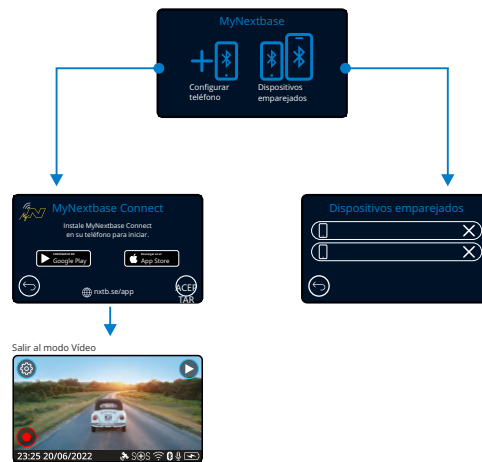 MyNextbase
Configurar
teléfono
Dispositivos
emparejados
MyNextbase Connect
Instale MyNextbase Connect
en su teléfono para iniciar.
Google Play
App Store
nxtb.se/app
ACEP
TAR
Dispositivos emparejados
Salir al modo Vídeo
23:25 20/06/2022
SOS